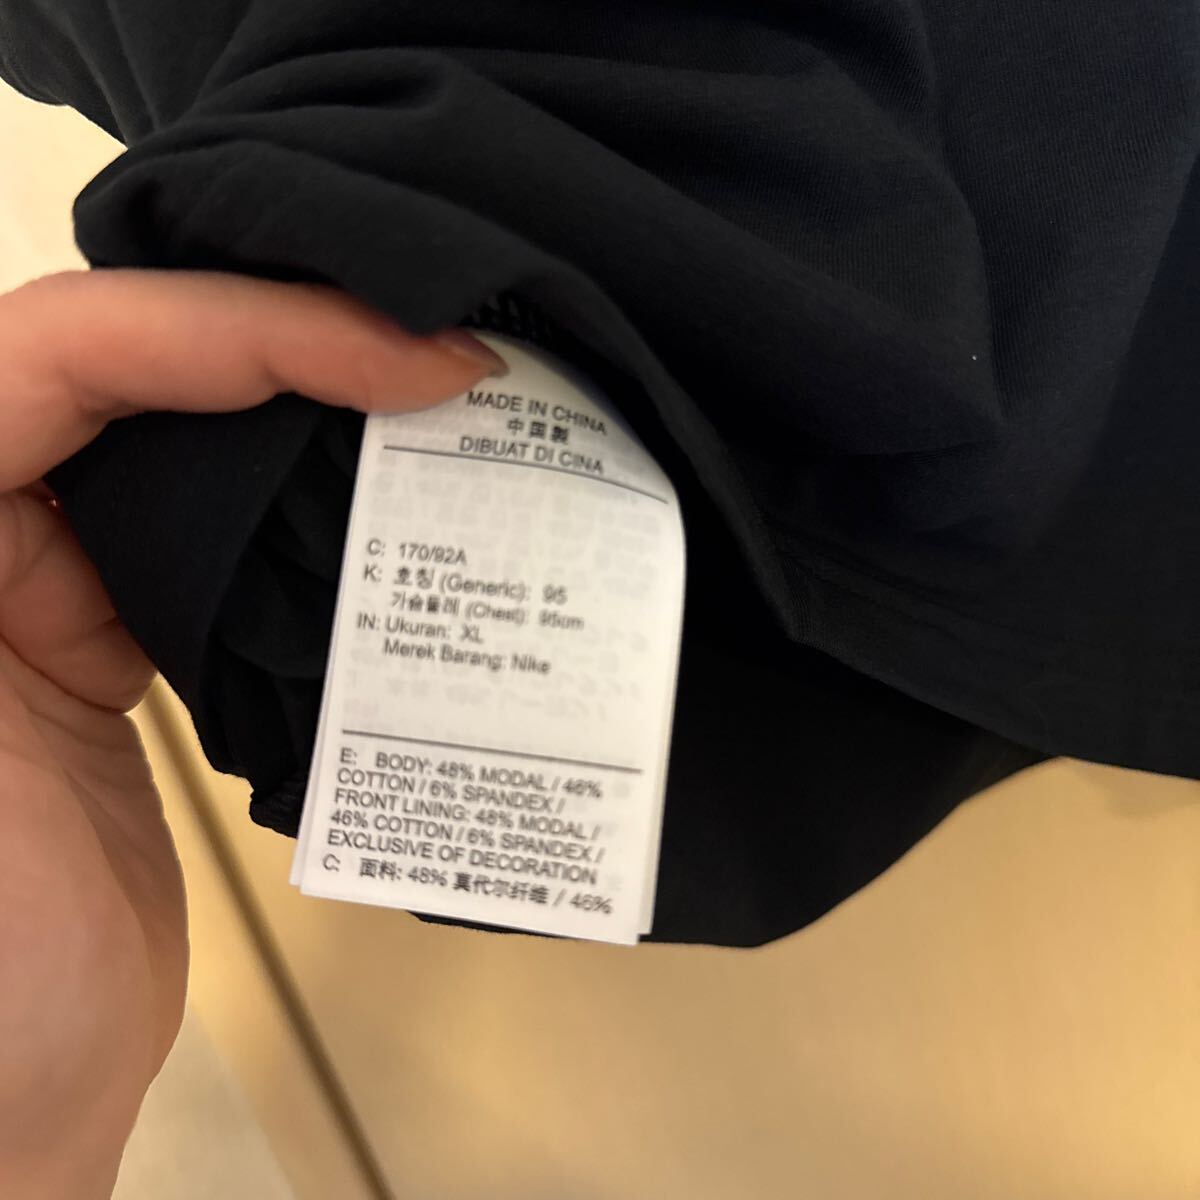 MADE IN CHINA
中国製
DIBUAT DI CINA
C: 170/92A
K: 호칭 (Generic): 95
가슴둘레 (Chest): 95cm
IN: Ukuran: XL
Merek Barang: Nike
E: BODY: 48% MODAL / 46%
COTTON / 6% SPANDEX /
FRONT LINING: 48% MODAL /
46% COTTON / 6% SPANDEX /
EXCLUSIVE OF DECORATION
C: 面料: 48% 莫代尔纤维 / 46%